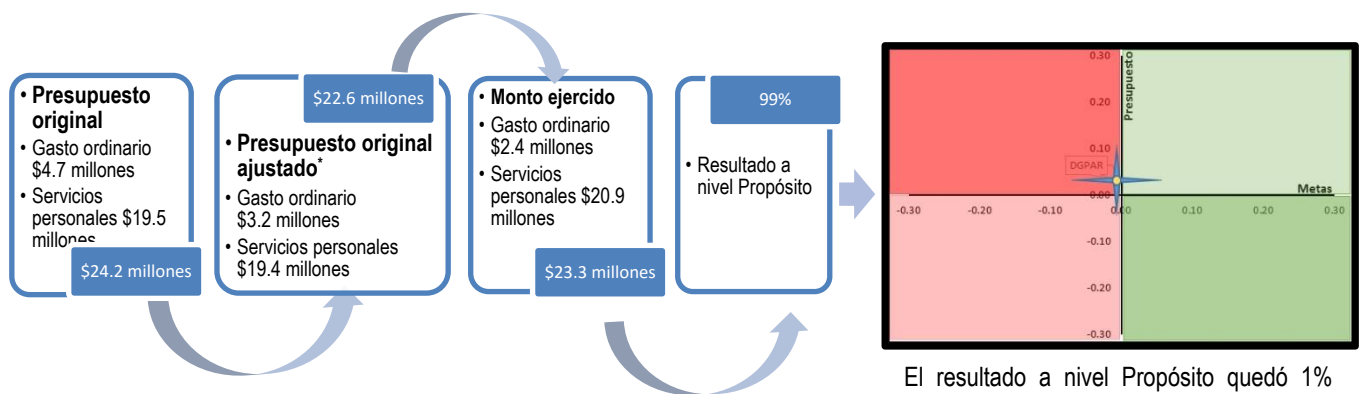 • Presupuesto
original
• Gasto ordinario
$4.7 millones
• Servicios
personales $19.5
millones
$24.2 millones
$22.6 millones
• Presupuesto original
ajustado*
• Gasto ordinario
$3.2 millones
• Servicios personales
$19.4 millones
• Monto ejercido
• Gasto ordinario
$2.4 millones
• Servicios
personales $20.9
millones
$23.3 millones
99%
• Resultado a
nivel Propósito
0.30
Presupuesto
0.20
0.10
DGPAR
0.00
Metas
-0.30 -0.20 -0.10 0.00 0.10 0.20 0.30
-0.10
-0.20
-0.30
El resultado a nivel Propósito quedó 1%